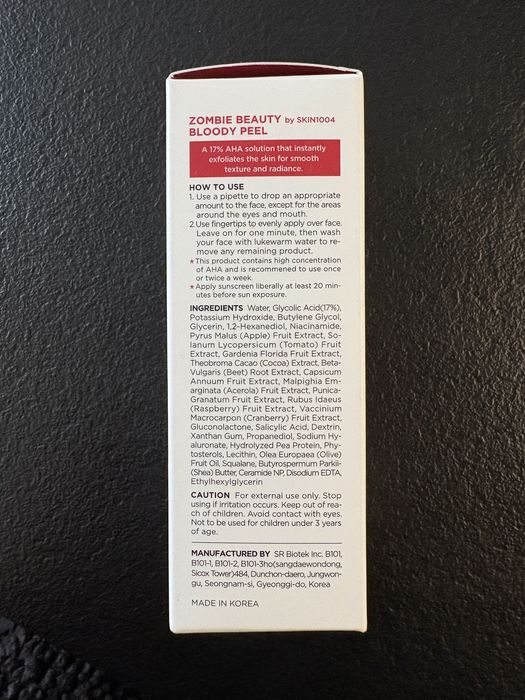 ZOMBIE BEAUTY by SKIN1004
BLOODY PEEL
A 17% AHA solution that instantly
exfoliates the skin for smooth
texture and radiance.
HOW TO USE
1. Use a pipette to drop an appropriate
amount to the face, except for the areas
around the eyes and mouth.
2.Use fingertips to evenly apply over face.
Leave on for one minute, then wash
your face with lukewarm water to re-
move any remaining product.
*This product contains high concentration
of AHA and is recommened to use once
or twice a week.
*Apply sunscreen liberally at least 20 min-
utes before sun exposure.
INGREDIENTS Water, Glycolic Acid(17%),
Potassium Hydroxide, Butylene Glycol,
Glycerin, 1,2-Hexanediol, Niacinamide,
Pyrus Malus (Apple) Fruit Extract, So-
lanum Lycopersicum (Tomato) Fruit
Extract, Gardenia Florida Fruit Extract,
Theobroma Cacao (Cocoa) Extract, Beta-
Vulgaris (Beet) Root Extract, Capsicum
Annuum Fruit Extract, Malpighia Em-
arginata (Acerola) Fruit Extract, Punica-
Granatum Fruit Extract, Rubus Idaeus
(Raspberry) Fruit Extract, Vaccinium
Macrocarpon (Cranberry) Fruit Extract,
Gluconolactone, Salicylic Acid, Dextrin,
Xanthan Gum, Propanediol, Sodium Hy-
aluronate, Hydrolyzed Pea Protein, Phy-
tosterols, Lecithin, Olea Europaea (Olive)
Fruit Oil, Squalane, Butyrospermum Parkii-
(Shea) Butter, Ceramide NP, Disodium EDTA,
Ethylhexylglycerin
CAUTION For external use only. Stop
using if irritation occurs. Keep out of rea-
ch of children. Avoid contact with eyes.
Not to be used for children under 3 years
of age.
MANUFACTURED BY SR Biotek Inc. B101,
B101-1, B101-2, B101-3ho(sangdaewondong,
Sicox Tower)484, Dunchon-daero, Jungwon-
gu, Seongnam-si, Gyeonggi-do, Korea
MADE IN KOREA